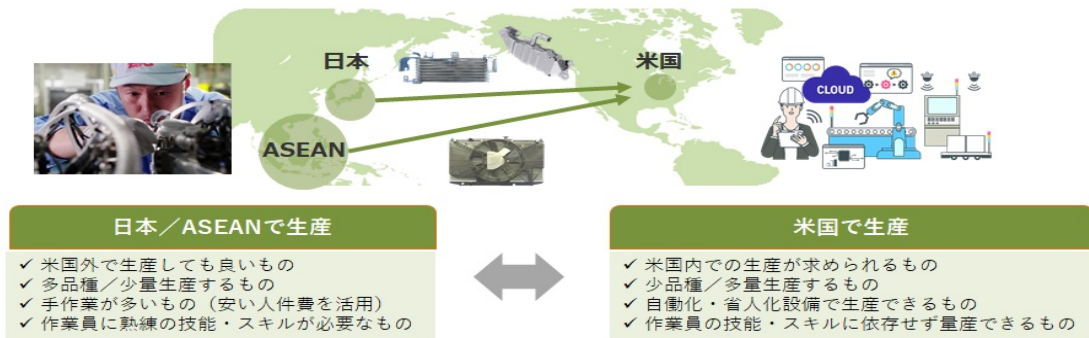 日本
米国
ASEAN
CLOUD
日本／ASEANで生産
✓ 米国外で生産しても良いもの
✓ 多品種／少量生産するもの
✓ 手作業が多いもの（安い人件費を活用）
✓ 作業員に熟練の技能・スキルが必要なもの
米国で生産
✓ 米国内での生産が求められるもの
✓ 少品種／多量生産するもの
✓ 自働化・省人化設備で生産できるもの
✓ 作業員の技能・スキルに依存せず量産できるもの